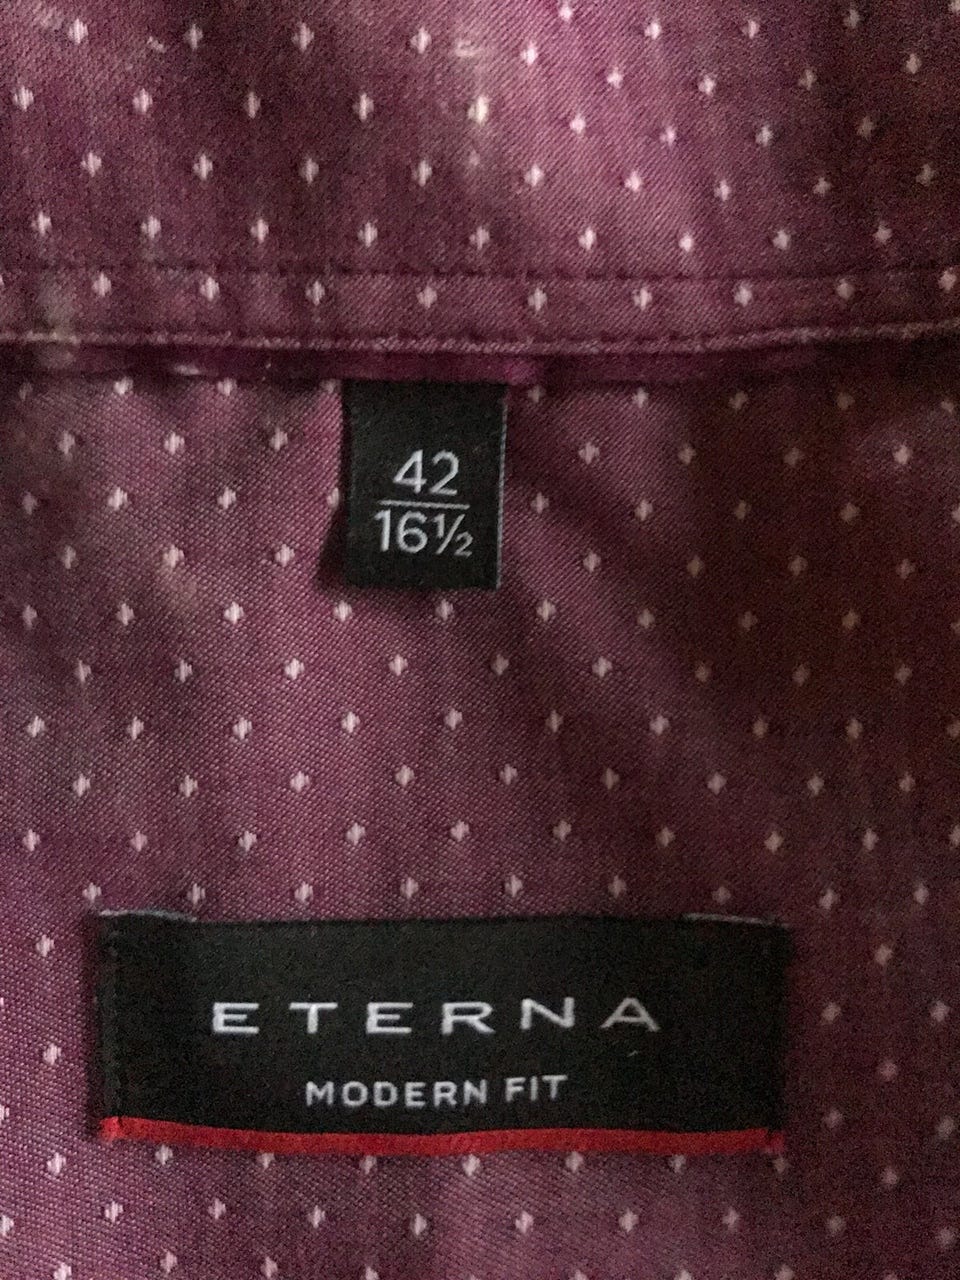 42
16½
ETERNA
MODERN FIT